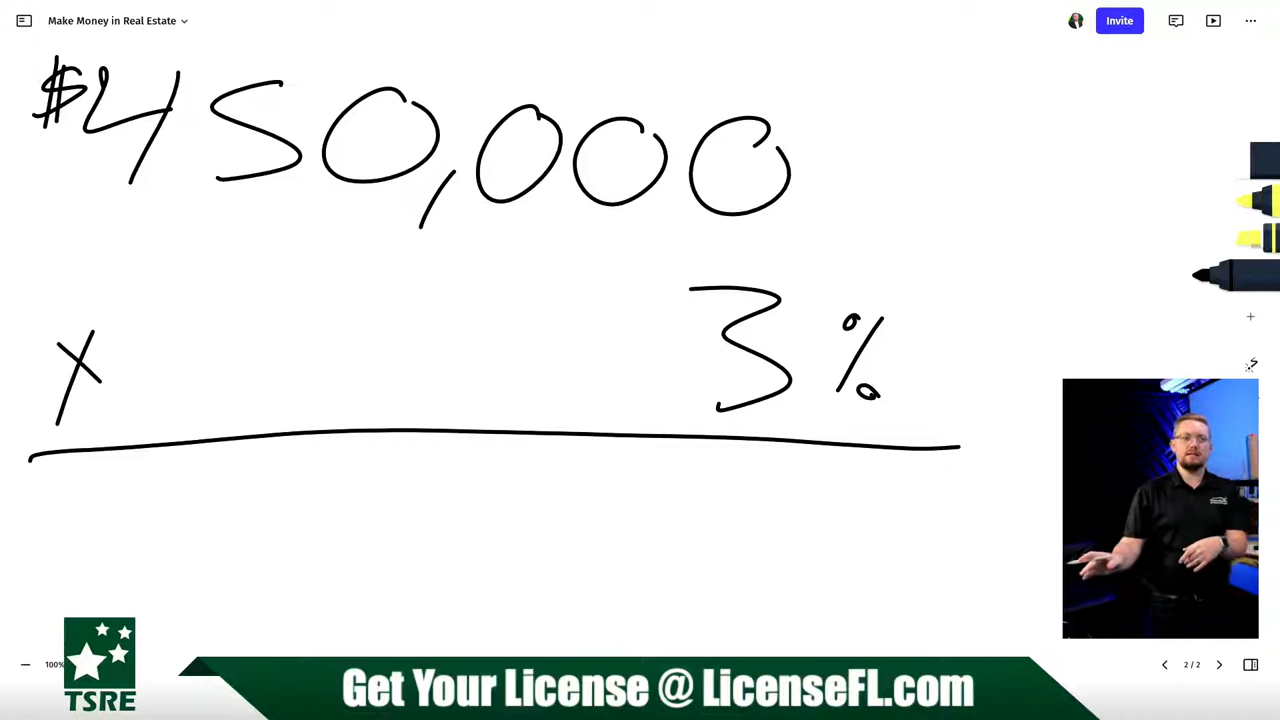 Make Money in Real Estate
Invite
$450,000
x 3%
100%
2 / 2
TSRE
Get Your License @ LicenseFL.com